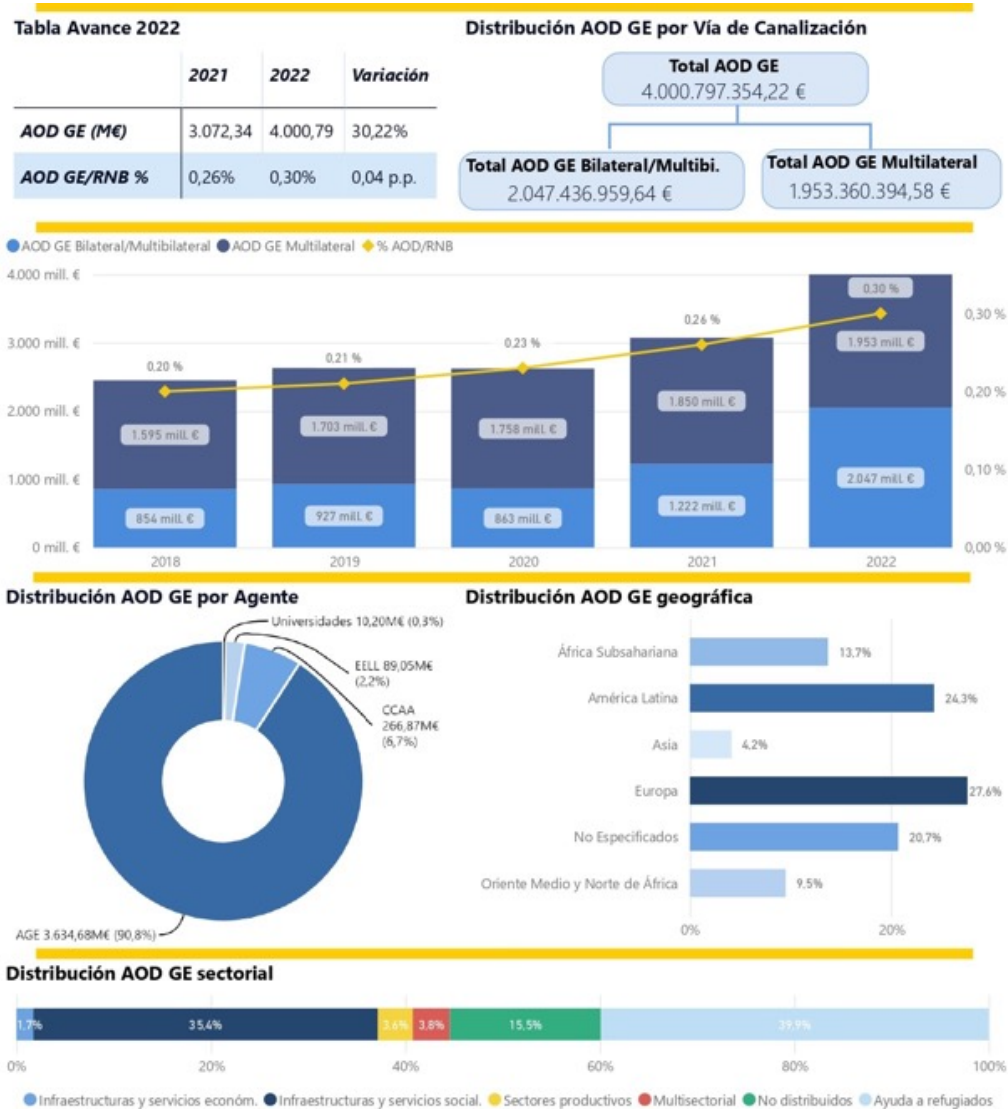 Tabla Avance 2022
2021 2022 Variación
AOD GE (M€) 3.072,34 4.000,79 30,22%
AOD GE/RNB % 0,26% 0,30% 0,04 p.p.
Distribución AOD GE por Vía de Canalización
Total AOD GE
4.000.797.354,22 €
Total AOD GE Bilateral/Multibi.
2.047.436.959,64 €
Total AOD GE Multilateral
1.953.360.394,58 €
AOD GE Bilateral/Multibilateral AOD GE Multilateral % AOD/RNB
4.000 mill. €
3.000 mill. €
2.000 mill. €
1.000 mill. €
0 mill. €
0,20 %
1.595 mill. €
854 mill. €
0,21 %
1.703 mill. €
927 mill. €
0,23 %
1.758 mill. €
863 mill. €
0,26 %
1.850 mill. €
1.222 mill. €
0,30 %
1.953 mill. €
2.047 mill. €
0,30 %
0,20 %
0,10 %
0,00 %
2018 2019 2020 2021 2022
Distribución AOD GE por Agente
Universidades 10,20M€ (0,3%)
EELL 89,05M€
(2,2%)
CCAA
266,87M€
(6,7%)
AGE 3.634,68M€ (90,8%)
Distribución AOD GE geográfica
África Subsahariana 13,7%
América Latina 24,3%
Asia 4,2%
Europa 27,6%
No Especificados 20,7%
Oriente Medio y Norte de África 9,5%
0% 20%
Distribución AOD GE sectorial
1,7% 35,4% 3,6% 3,8% 15,5% 39,9%
0% 20% 40% 60% 80% 100%
Infraestructuras y servicios económ. Infraestructuras y servicios social. Sectores productivos Multisectorial No distribuidos Ayuda a refugiados